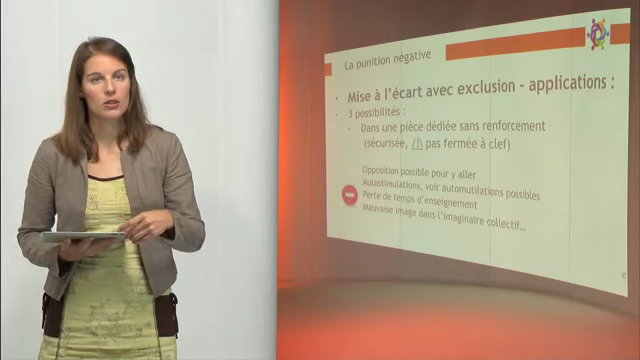 La punition négative
Mise à l'écart avec exclusion - applications :
3 possibilités :
- Dans une pièce dédiée sans renforcement
(sécurisée, /!\ pas fermée à clef)
Opposition possible pour y aller
Autostimulations, voir automutilations possibles
Perte de temps d'enseignement
Mauvaise image dans l'imaginaire collectif…